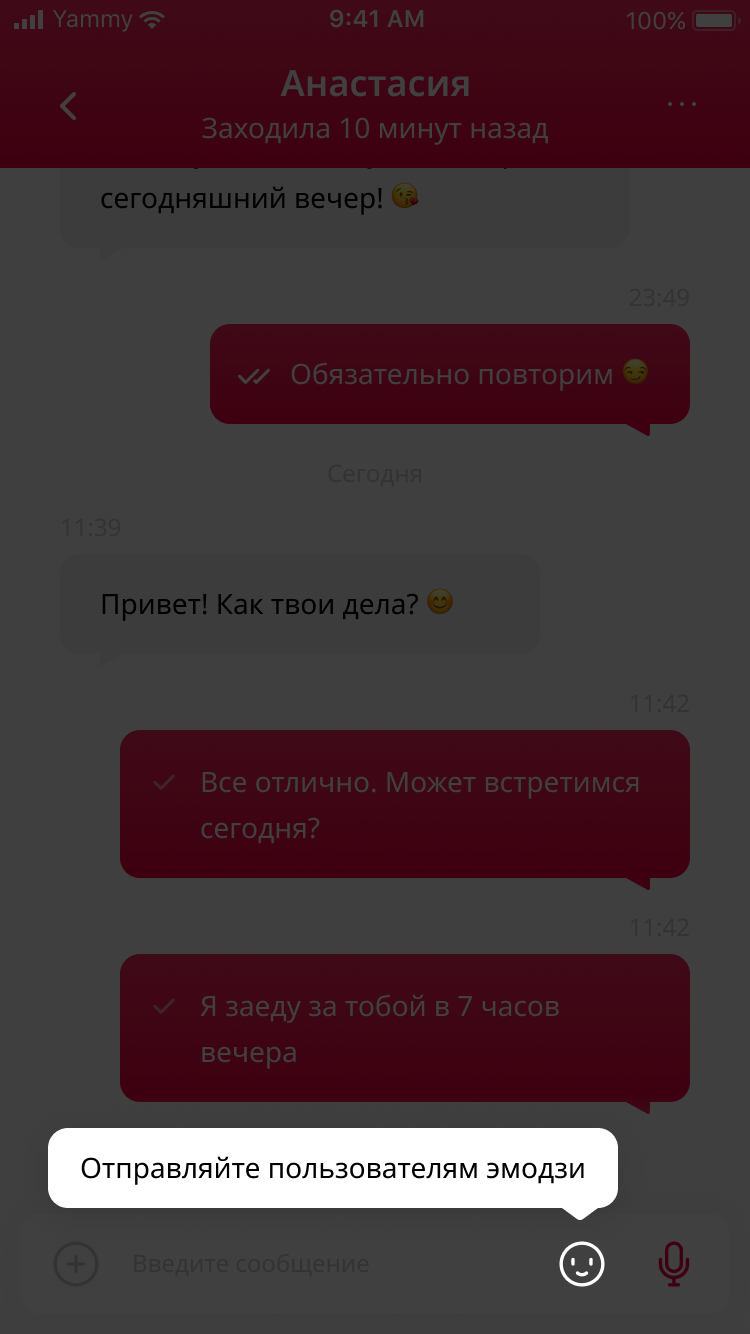 Yammy 9:41 AM 100%
Анастасия
Заходила 10 минут назад
сегодняшний вечер! 😘
23:49
Обязательно повторим 😏
Сегодня
11:39
Привет! Как твои дела? 😊
11:42
Все отлично. Может встретимся
сегодня?
11:42
Я заеду за тобой в 7 часов
вечера
Отправляйте пользователям эмодзи
Введите сообщение